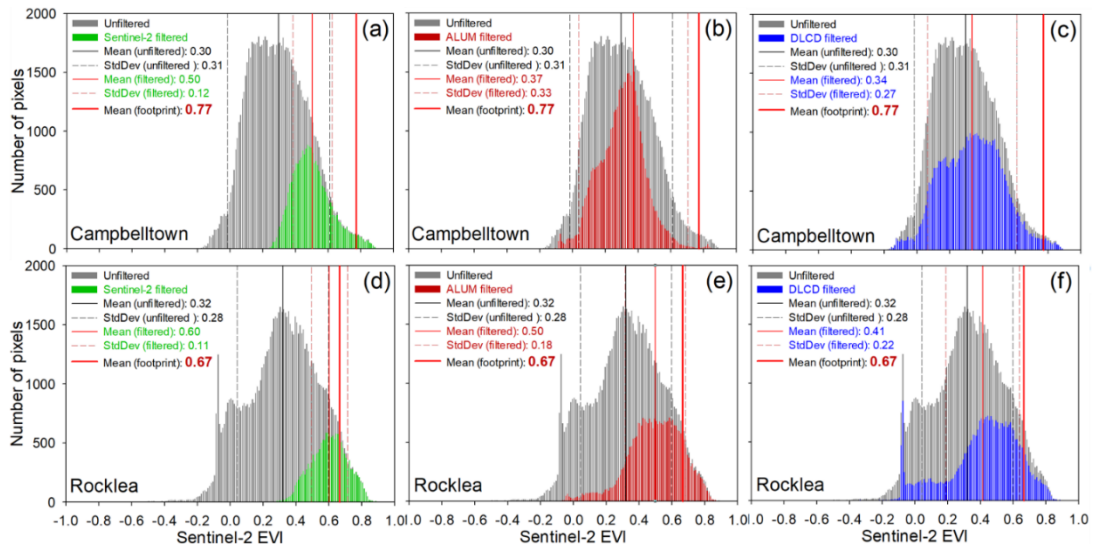 2000
1500
1000
500
0
Number of pixels
Unfiltered
Sentinel-2 filtered
Mean (unfiltered): 0.30
StdDev (unfiltered ): 0.31
Mean (filtered): 0.50
StdDev (filtered): 0.12
Mean (footprint): 0.77
(a)
Campbelltown
Unfiltered
ALUM filtered
Mean (unfiltered): 0.30
StdDev (unfiltered ): 0.31
Mean (filtered): 0.37
StdDev (filtered): 0.33
Mean (footprint): 0.77
(b)
Campbelltown
Unfiltered
DLCD filtered
Mean (unfiltered): 0.30
StdDev (unfiltered ): 0.31
Mean (filtered): 0.34
StdDev (filtered): 0.27
Mean (footprint): 0.77
(c)
Campbelltown
2000
1500
1000
500
0
Number of pixels
Unfiltered
Sentinel-2 filtered
Mean (unfiltered): 0.32
StdDev (unfiltered ): 0.28
Mean (filtered): 0.60
StdDev (filtered): 0.11
Mean (footprint): 0.67
(d)
Rocklea
Unfiltered
ALUM filtered
Mean (unfiltered): 0.32
StdDev (unfiltered ): 0.28
Mean (filtered): 0.50
StdDev (filtered): 0.18
Mean (footprint): 0.67
(e)
Rocklea
Unfiltered
DLCD filtered
Mean (unfiltered): 0.32
StdDev (unfiltered ): 0.28
Mean (filtered): 0.41
StdDev (filtered): 0.22
Mean (footprint): 0.67
(f)
Rocklea
-1.0 -0.8 -0.6 -0.4 -0.2 0.0 0.2 0.4 0.6 0.8 1.0
-0.8 -0.6 -0.4 -0.2 0.0 0.2 0.4 0.6 0.8 1.0
-0.8 -0.6 -0.4 -0.2 0.0 0.2 0.4 0.6 0.8 1.0
Sentinel-2 EVI
Sentinel-2 EVI
Sentinel-2 EVI